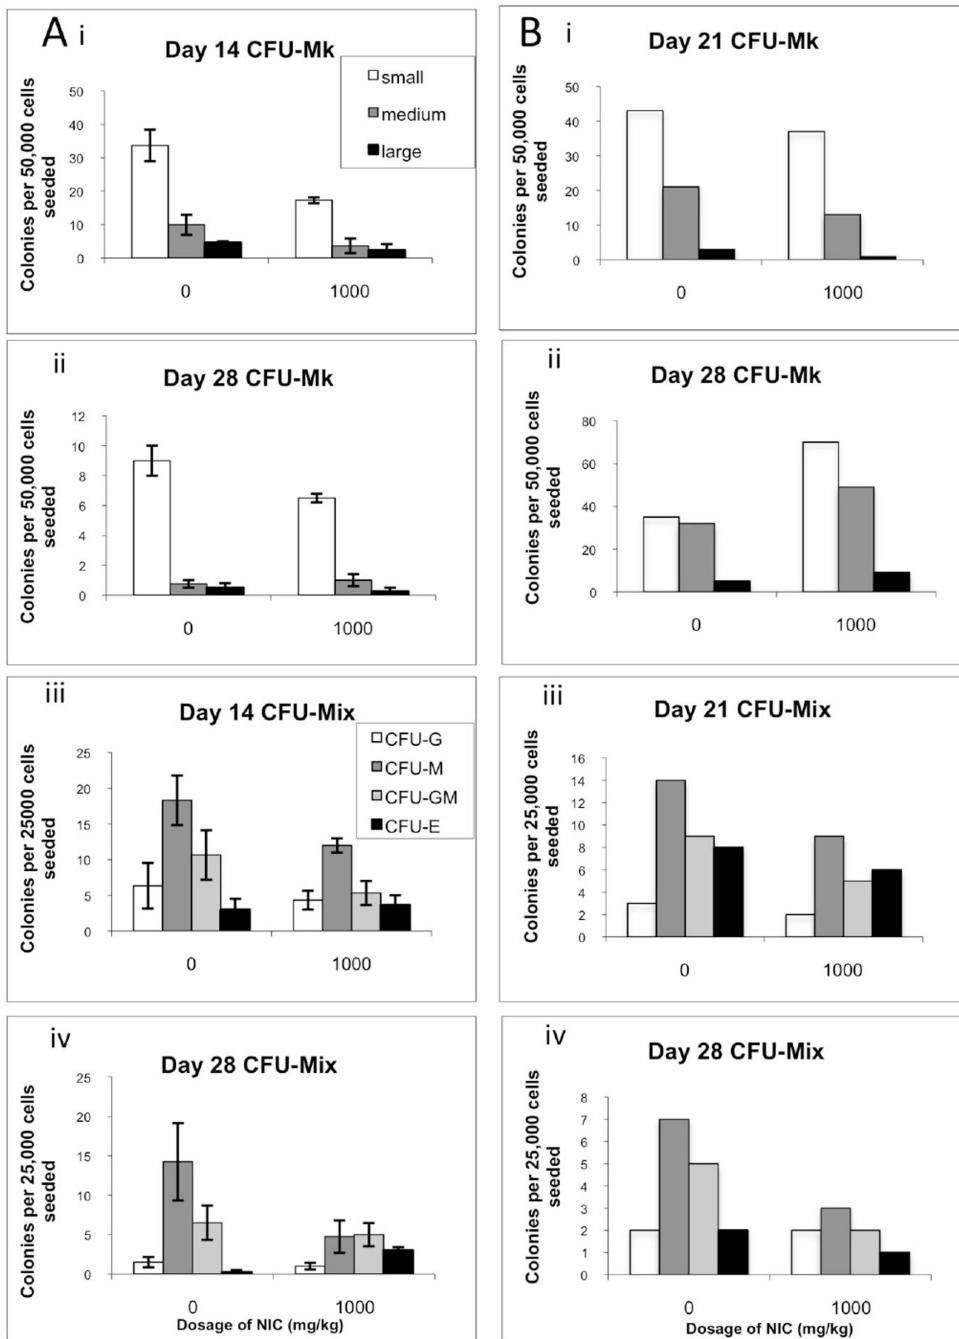 A i
Day 14 CFU-Mk
small
medium
large
Colonies per 50,000 cells
seeded
50
40
30
20
10
0
0
1000
B i
Day 21 CFU-Mk
Colonies per 50,000 cells
seeded
50
40
30
20
10
0
0
1000
ii
Day 28 CFU-Mk
Colonies per 50,000 cells
seeded
12
10
8
6
4
2
0
0
1000
ii
Day 28 CFU-Mk
Colonies per 50,000 cells
seeded
80
60
40
20
0
0
1000
iii
Day 14 CFU-Mix
CFU-G
CFU-M
CFU-GM
CFU-E
Colonies per 25000 cells
seeded
25
20
15
10
5
0
0
1000
iii
Day 21 CFU-Mix
Colonies per 25,000 cells
seeded
16
14
12
10
8
6
4
2
0
0
1000
iv
Day 28 CFU-Mix
Colonies per 25,000 cells
seeded
25
20
15
10
5
0
0
1000
Dosage of NIC (mg/kg)
iv
Day 28 CFU-Mix
Colonies per 25,000 cells
seeded
8
7
6
5
4
3
2
1
0
0
1000
Dosage of NIC (mg/kg)